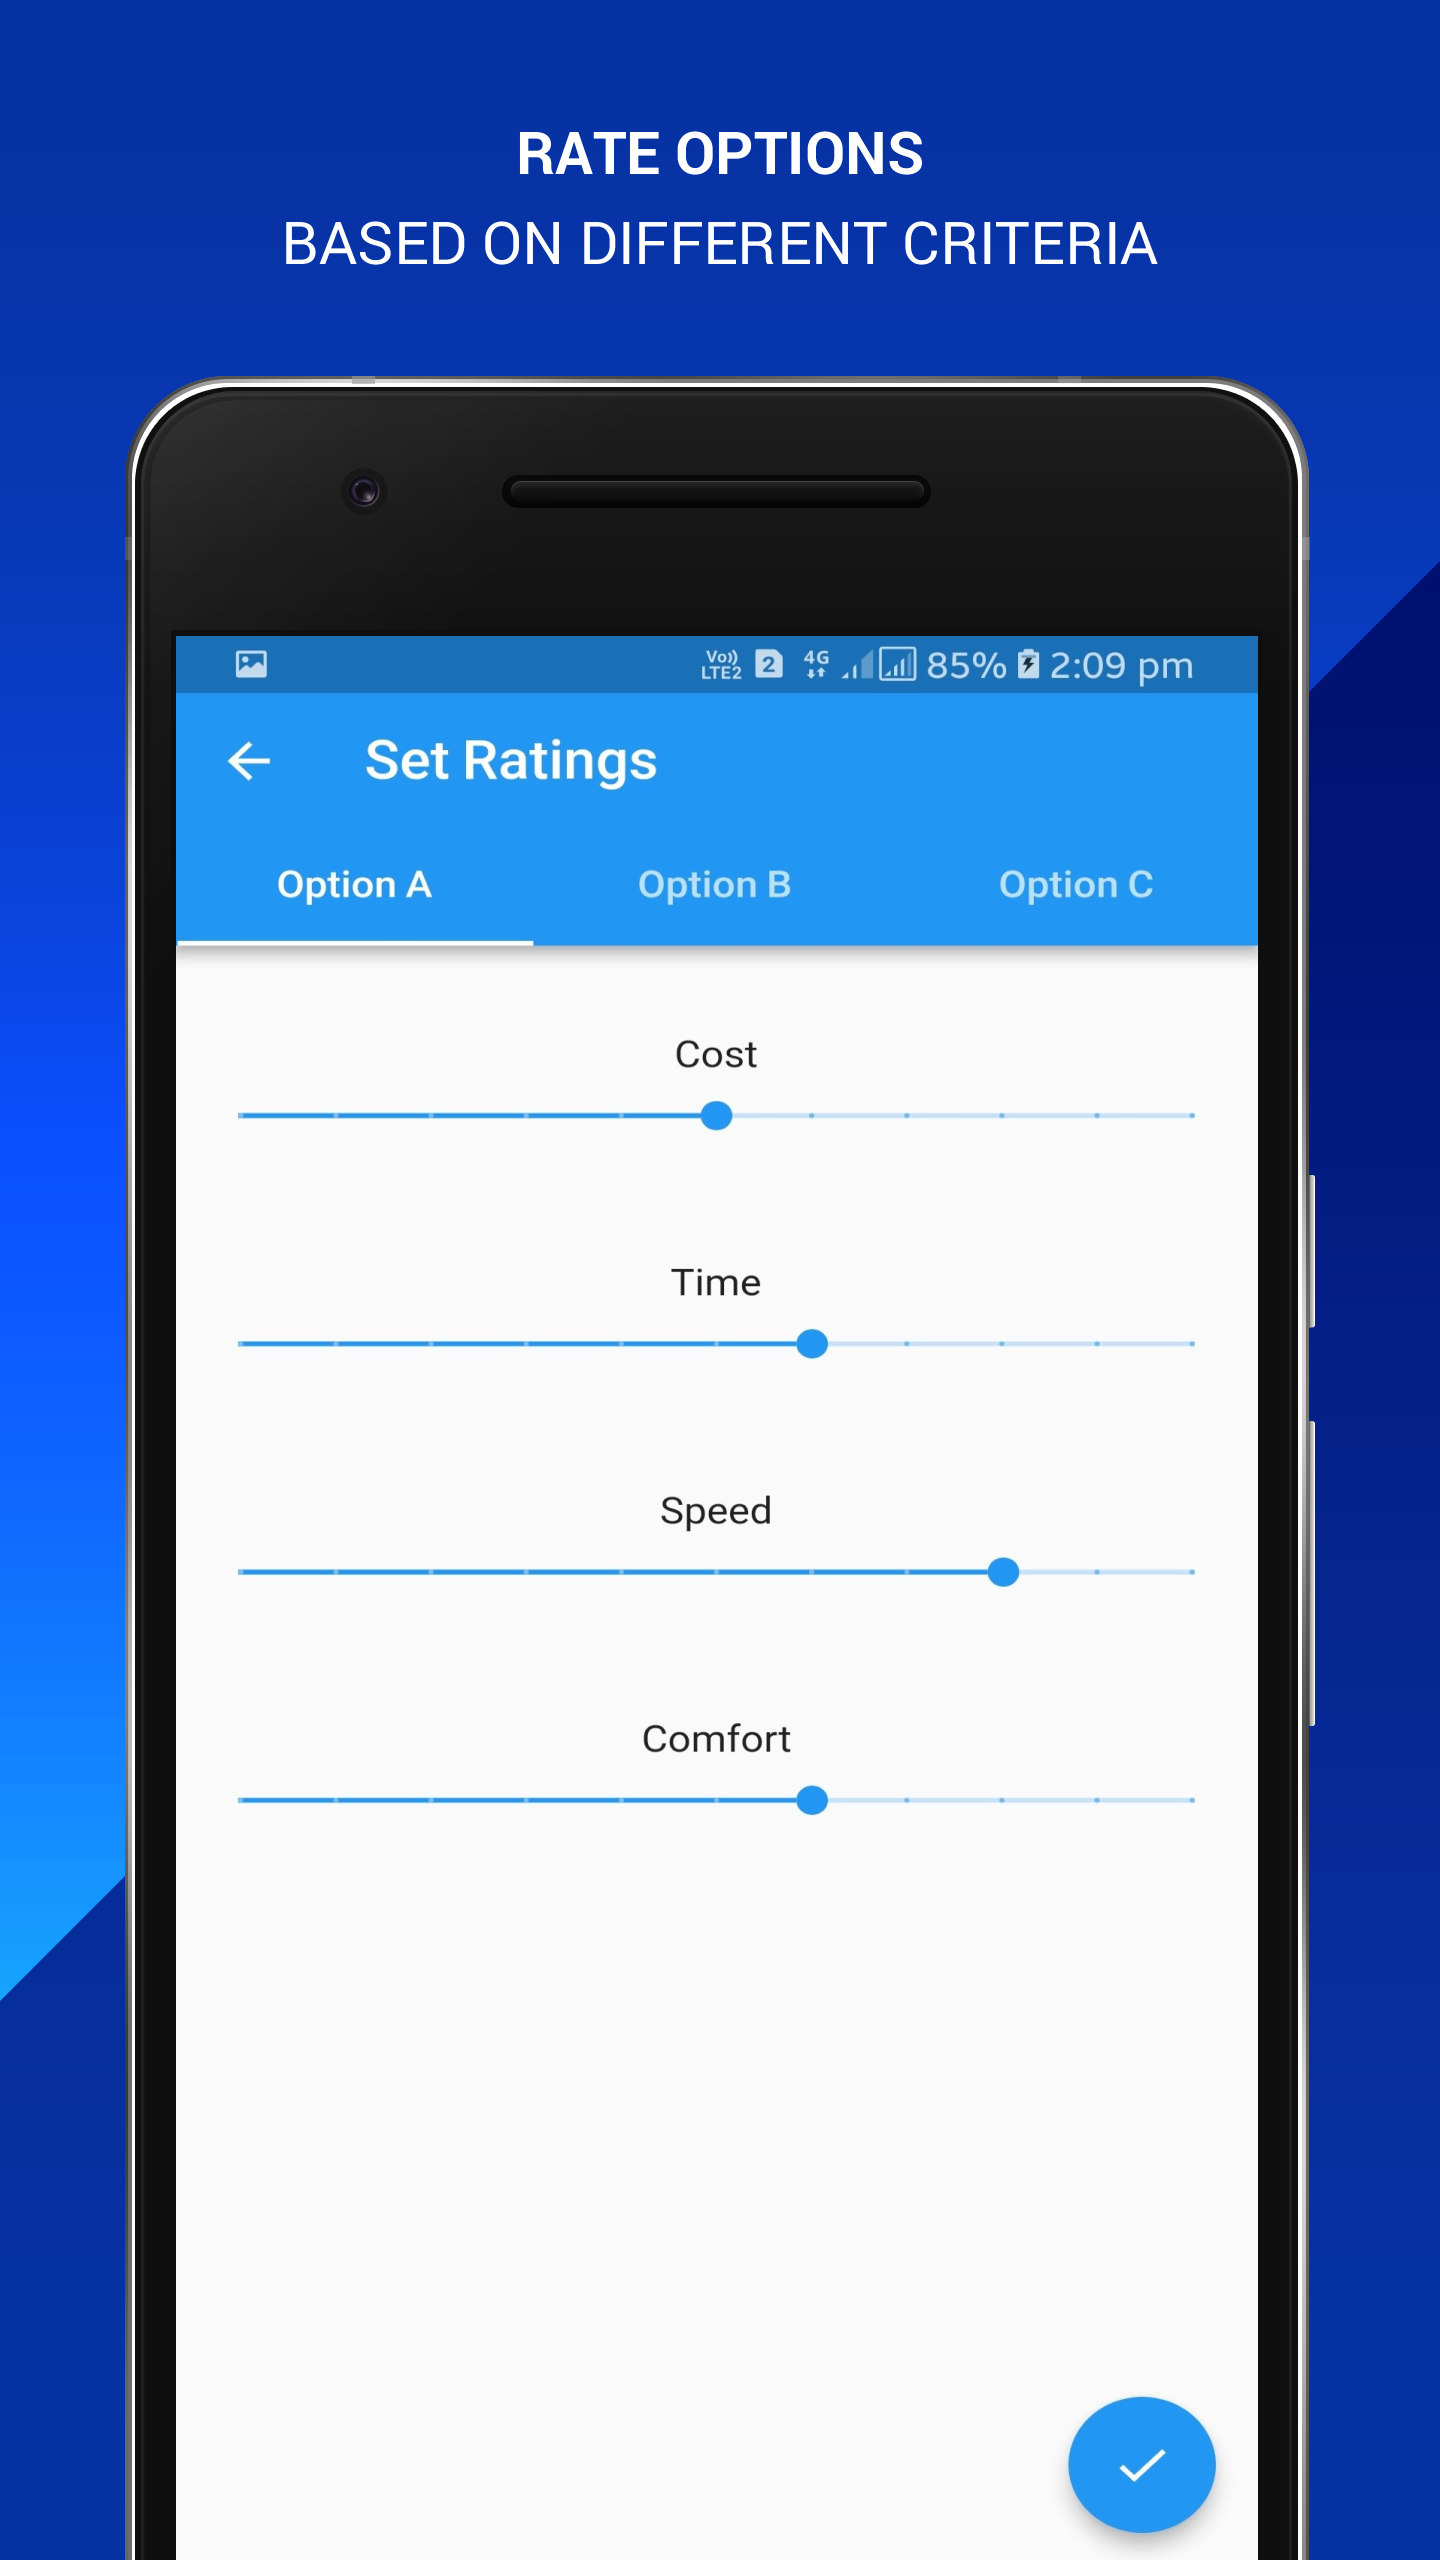 RATE OPTIONS
BASED ON DIFFERENT CRITERIA
Vo)) LTE2 2 4G 85% 2:09 pm
Set Ratings
Option A Option B Option C
Cost
Time
Speed
Comfort